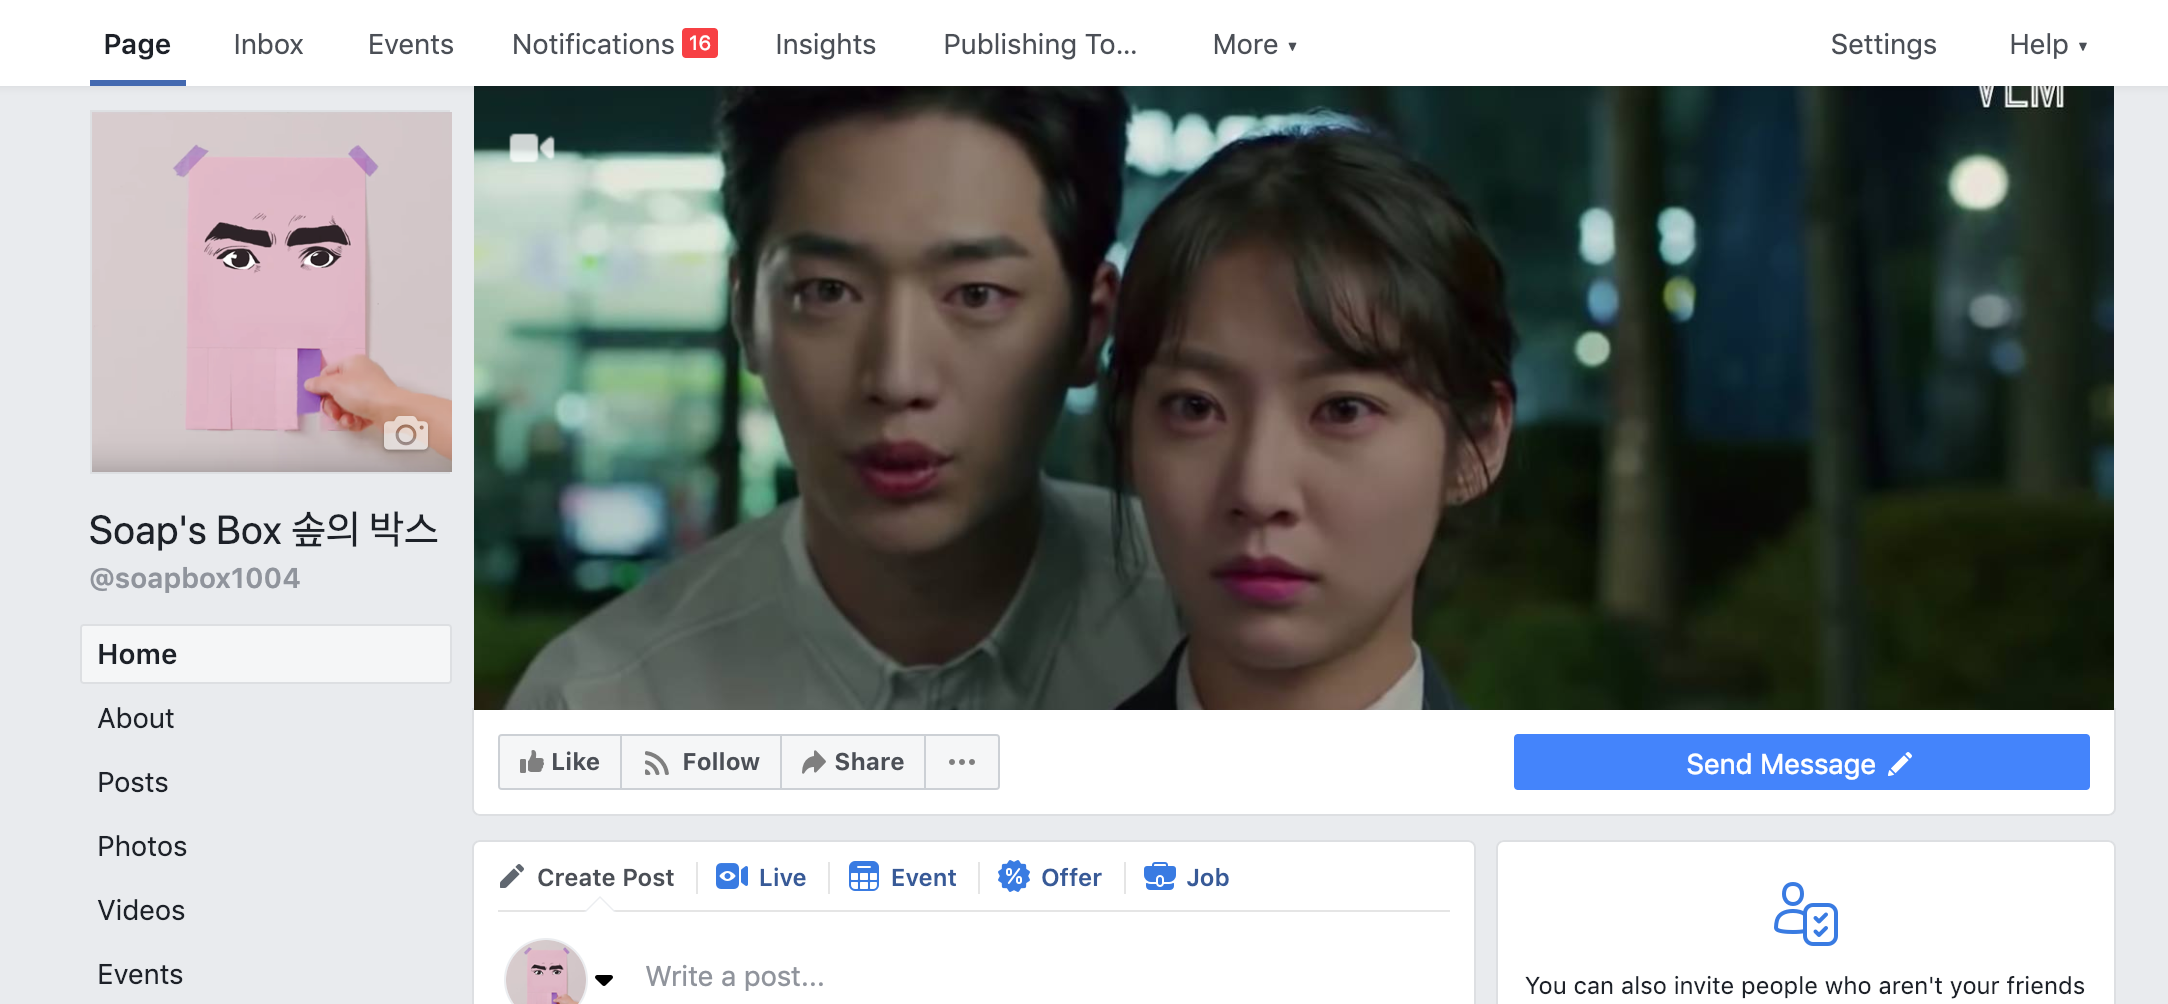 Page Inbox Events Notifications 16 Insights Publishing To... More ▾ Settings Help ▾
VLM
Soap's Box 숖의 박스
@soapbox1004
Home
About
Posts
Photos
Videos
Events
Like Follow Share ...
Send Message
Create Post Live Event Offer Job
Write a post...
You can also invite people who aren't your friends